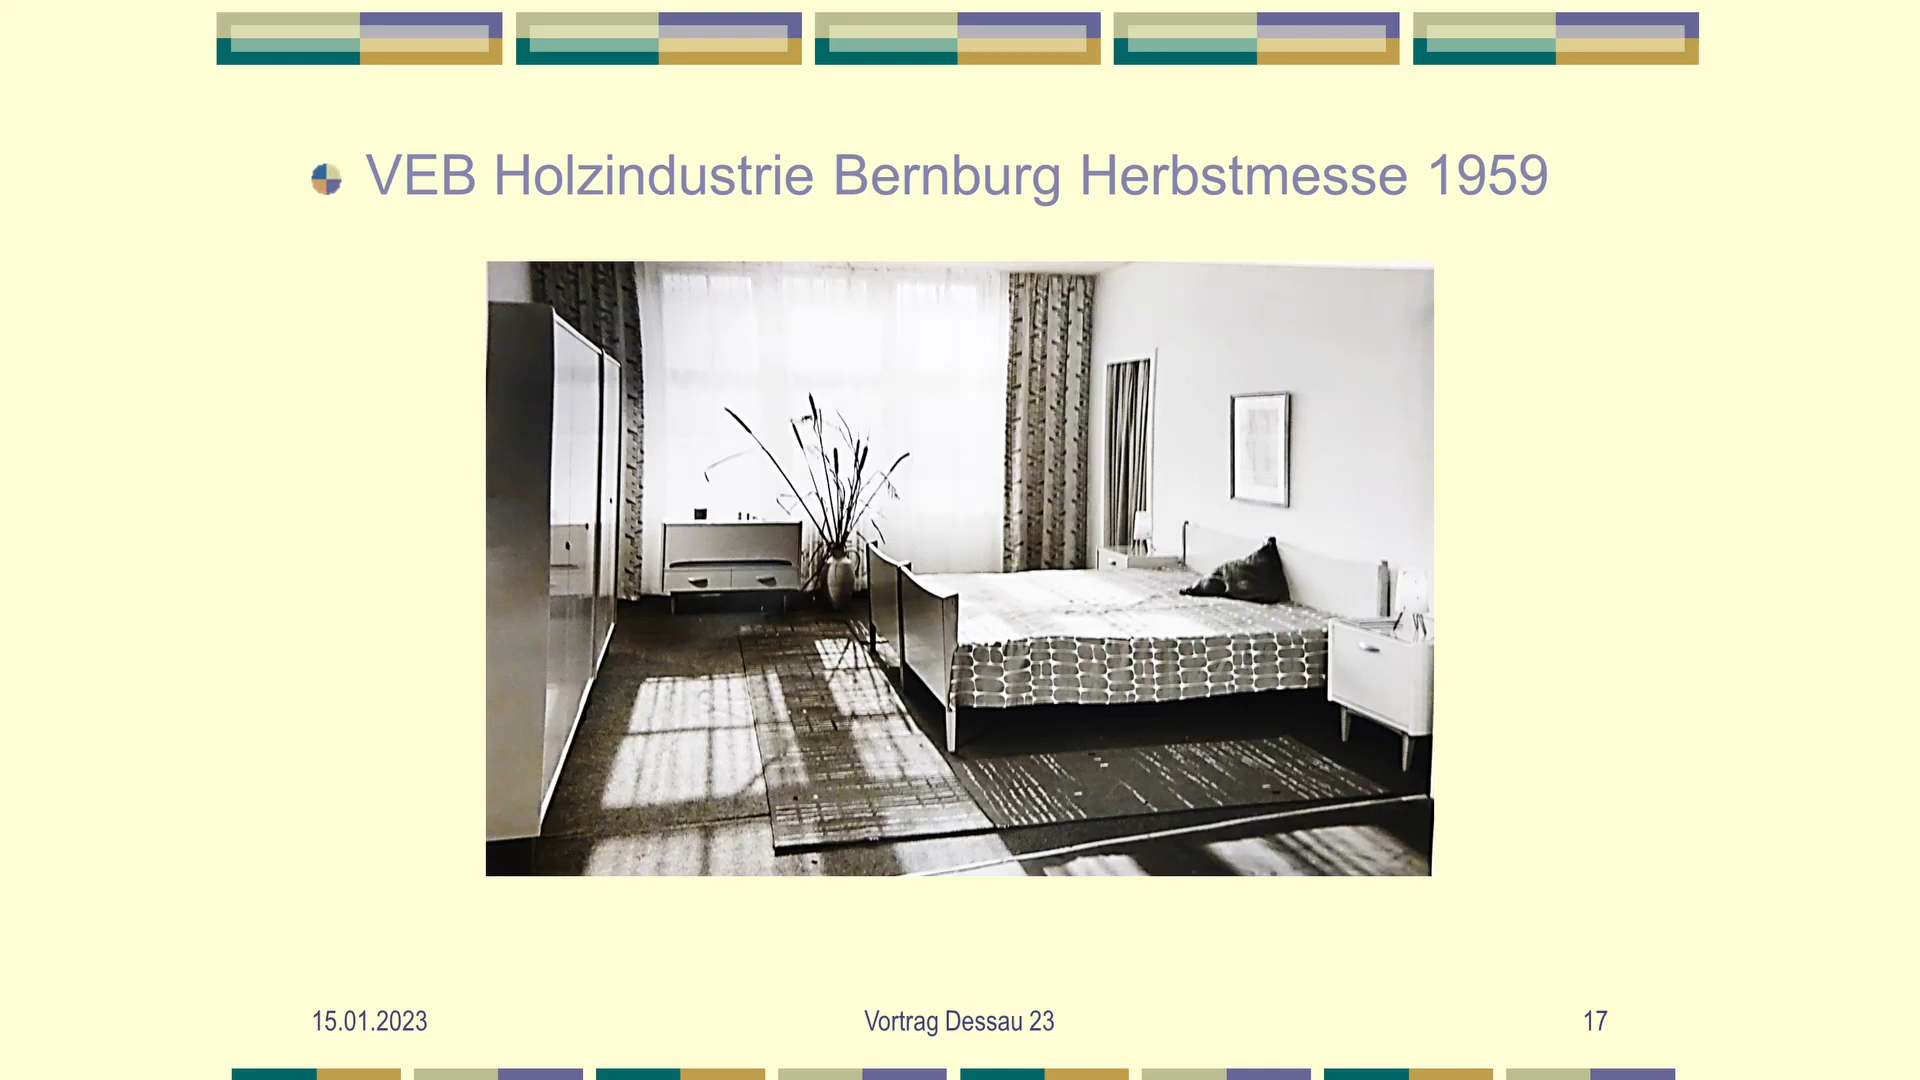 VEB Holzindustrie Bernburg Herbstmesse 1959
15.01.2023
Vortrag Dessau 23
17